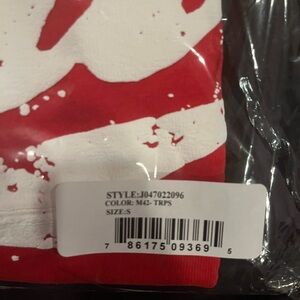 STYLE:J047022096
COLOR: M42- TRPS
SIZE:S
7 86175 09369 5